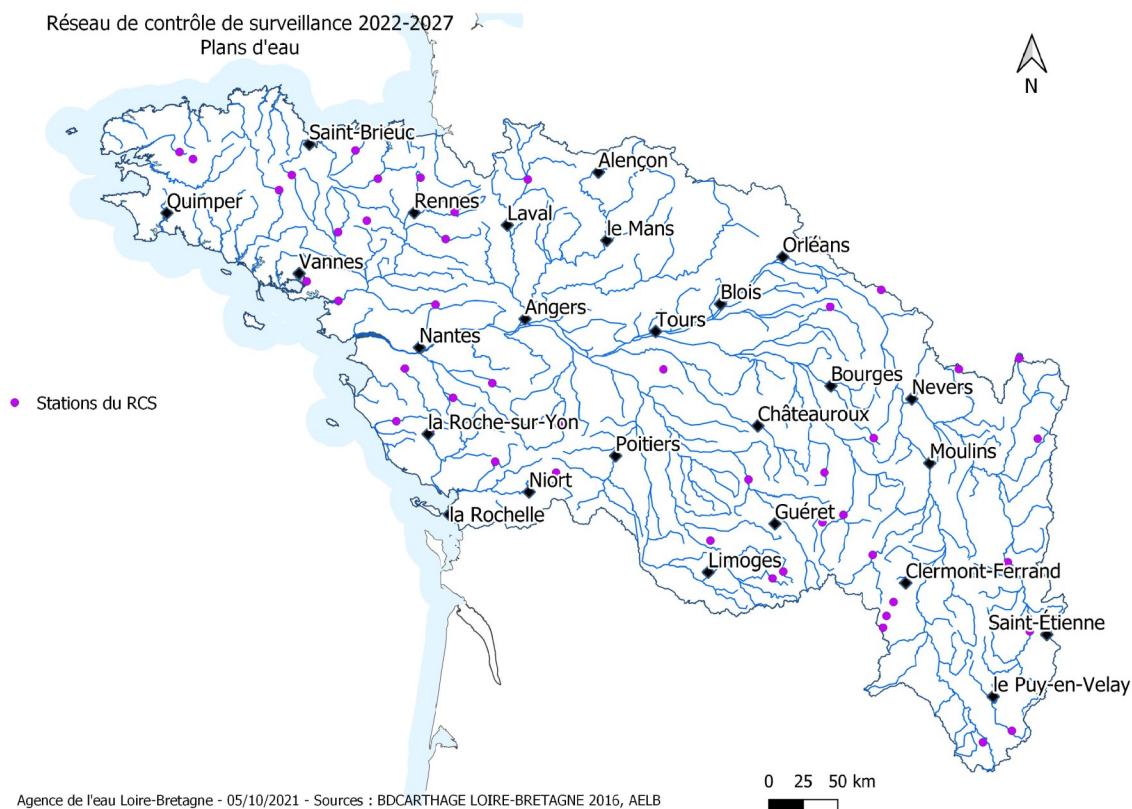 Réseau de contrôle de surveillance 2022-2027
Plans d'eau
N
Saint-Brieuc
Alençon
Quimper
Rennes
Laval
le Mans
Orléans
Vannes
Blois
Angers
Tours
Nantes
Bourges
Nevers
Stations du RCS
Châteauroux
la Roche-sur-Yon
Poitiers
Moulins
Niort
la Rochelle
Guéret
Limoges
Clermont-Ferrand
Saint-Étienne
le Puy-en-Velay
0 25 50 km
Agence de l'eau Loire-Bretagne - 05/10/2021 - Sources : BDCARTHAGE LOIRE-BRETAGNE 2016, AELB